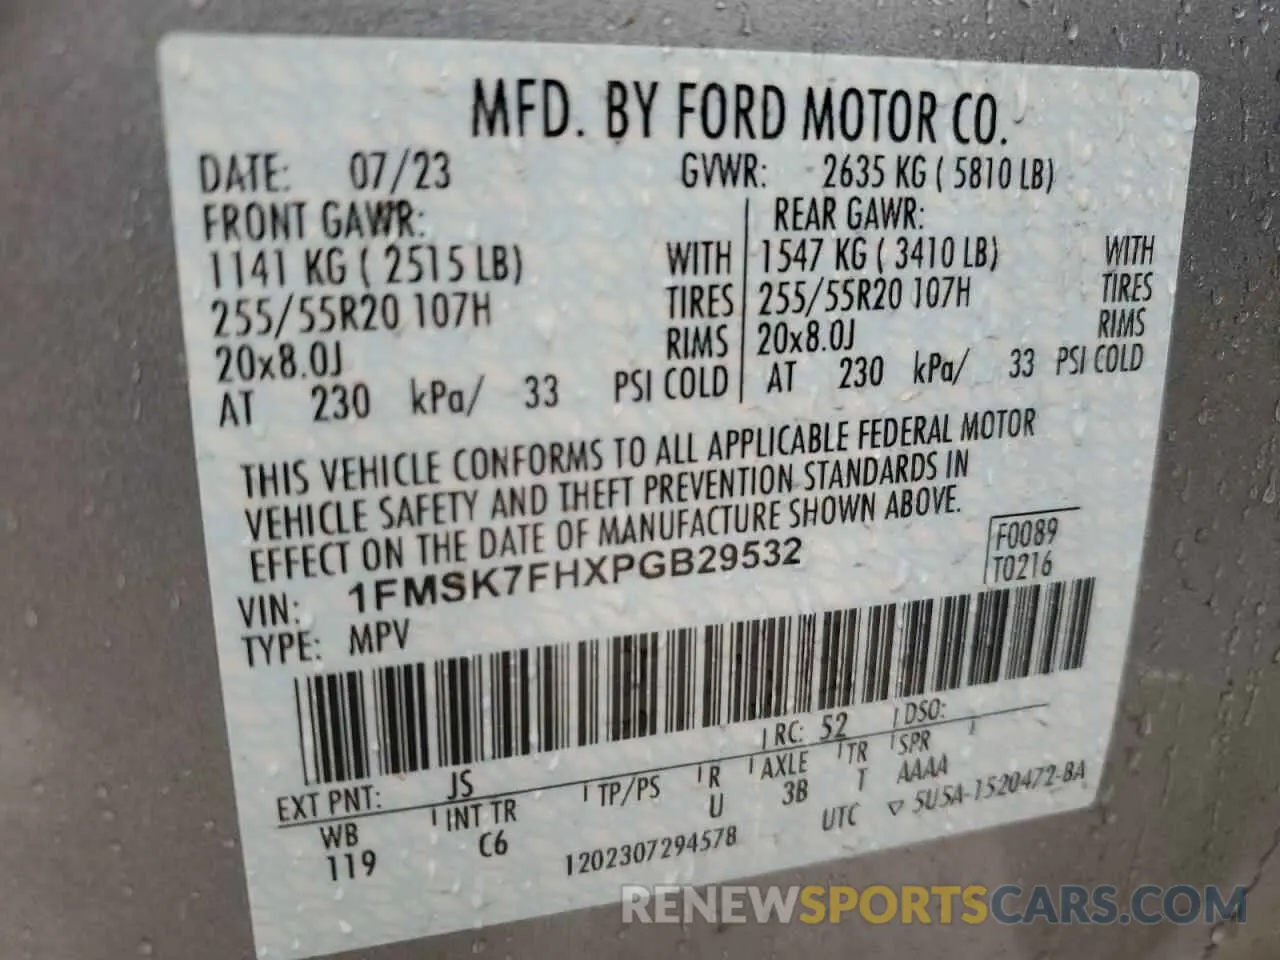 MFD. BY FORD MOTOR CO.
DATE: 07/23 GVWR: 2635 KG ( 5810 LB)
FRONT GAWR: REAR GAWR:
1141 KG ( 2515 LB) WITH 1547 KG ( 3410 LB) WITH
255/55R20 107H TIRES 255/55R20 107H TIRES
20x8.0J RIMS 20x8.0J RIMS
AT 230 kPa/ 33 PSI COLD AT 230 kPa/ 33 PSI COLD
THIS VEHICLE CONFORMS TO ALL APPLICABLE FEDERAL MOTOR
VEHICLE SAFETY AND THEFT PREVENTION STANDARDS IN
EFFECT ON THE DATE OF MANUFACTURE SHOWN ABOVE.
F0089
VIN: 1FMSK7FHXPGB29532 T0216
TYPE: MPV
EXT PNT: JS RC: 52 DSO:
WB INT TR TP/PS R AXLE TR SPR
119 C6 U 3B T AAAA
1202307294578 UTC ▽ 5U5A-1520472-BA
RENEWSPORTSCARS.COM